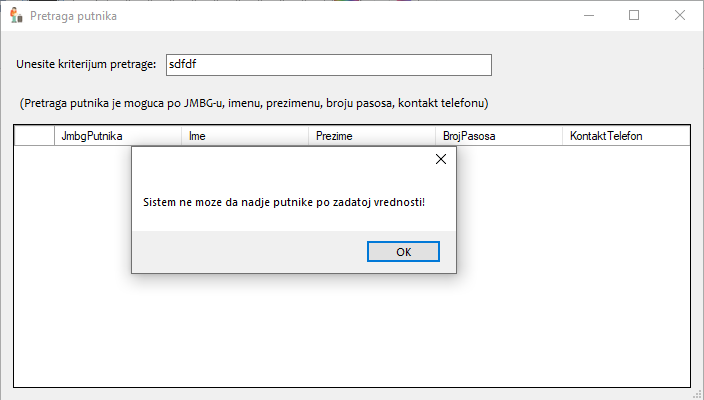 Pretraga putnika
Unesite kriterijum pretrage: sdfdf
(Pretraga putnika je moguca po JMBG-u, imenu, prezimenu, broju pasosa, kontakt telefonu)
JmbgPutnika Ime Prezime BrojPasosa KontaktTelefon
Sistem ne moze da nadje putnike po zadatoj vrednosti!
OK